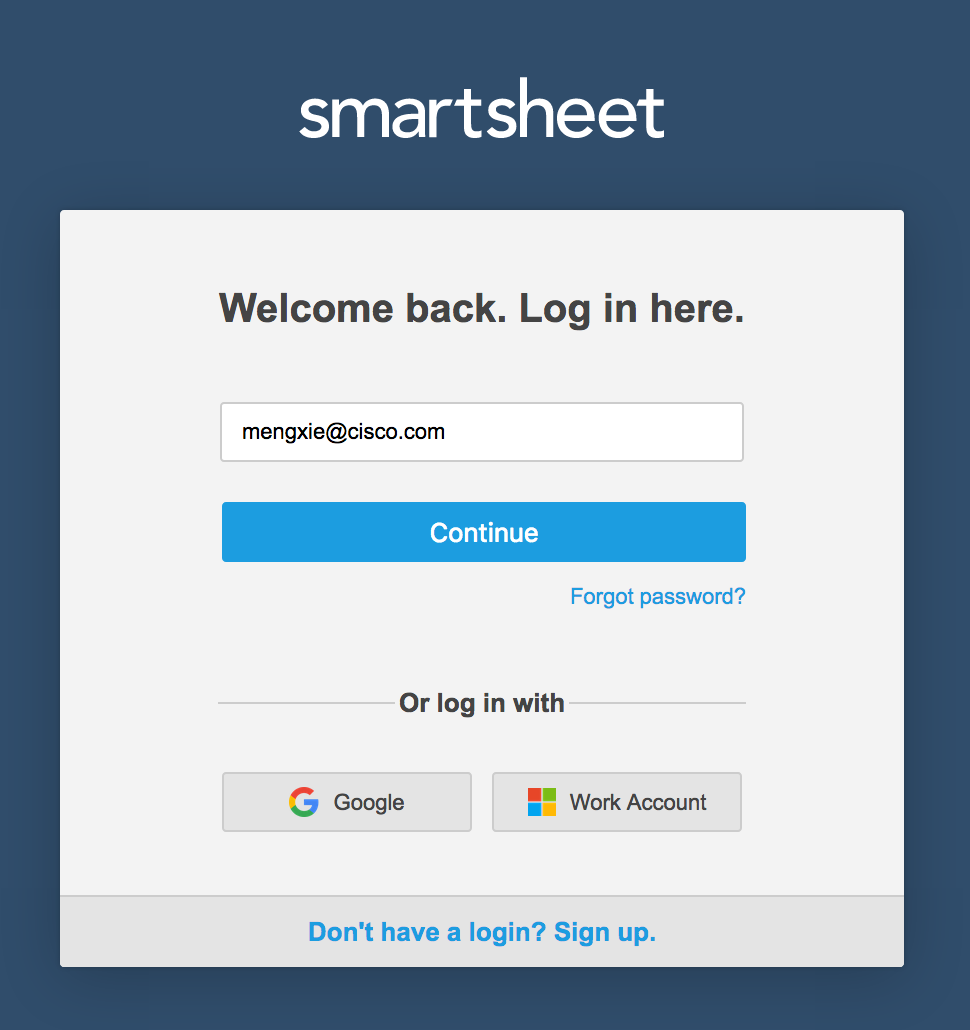 smartsheet
Welcome back. Log in here.
mengxie@cisco.com
Continue
Forgot password?
Or log in with
Google
Work Account
Don't have a login? Sign up.